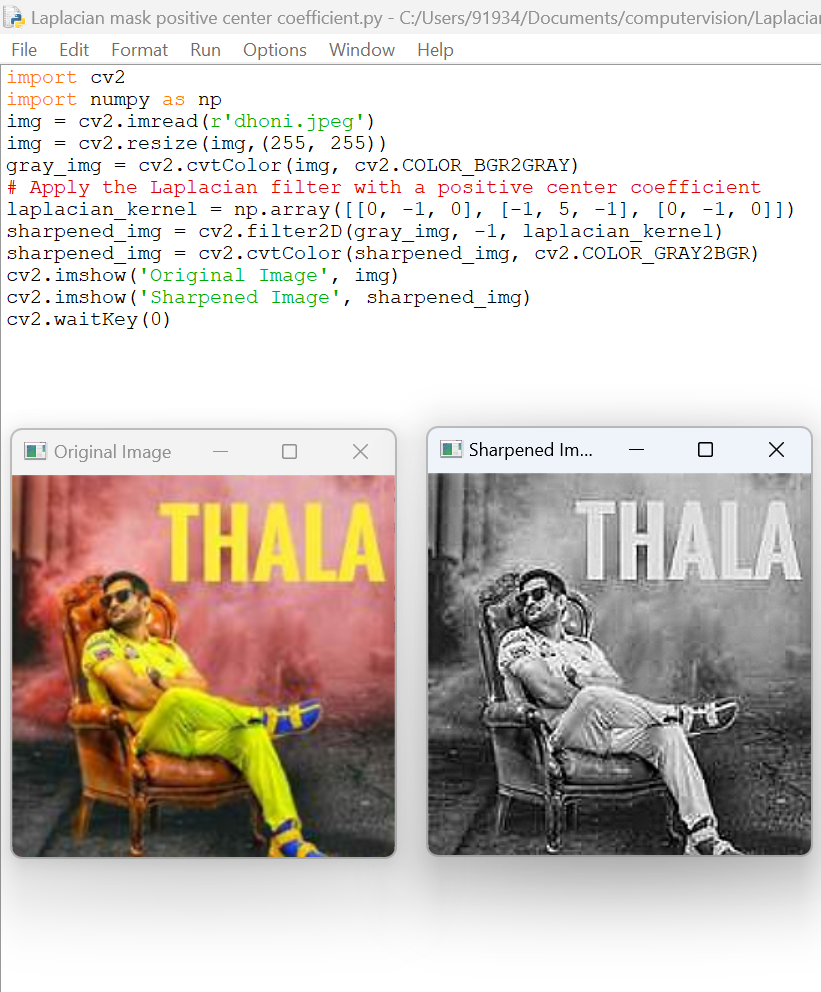 Laplacian mask positive center coefficient.py - C:/Users/91934/Documents/computervision/Laplacian
File Edit Format Run Options Window Help
import cv2
import numpy as np
img = cv2.imread(r'dhoni.jpeg')
img = cv2.resize(img,(255, 255))
gray_img = cv2.cvtColor(img, cv2.COLOR_BGR2GRAY)
# Apply the Laplacian filter with a positive center coefficient
laplacian_kernel = np.array([[0, -1, 0], [-1, 5, -1], [0, -1, 0]])
sharpened_img = cv2.filter2D(gray_img, -1, laplacian_kernel)
sharpened_img = cv2.cvtColor(sharpened_img, cv2.COLOR_GRAY2BGR)
cv2.imshow('Original Image', img)
cv2.imshow('Sharpened Image', sharpened_img)
cv2.waitKey(0)
Original Image
THALA
Sharpened Im...
THALA